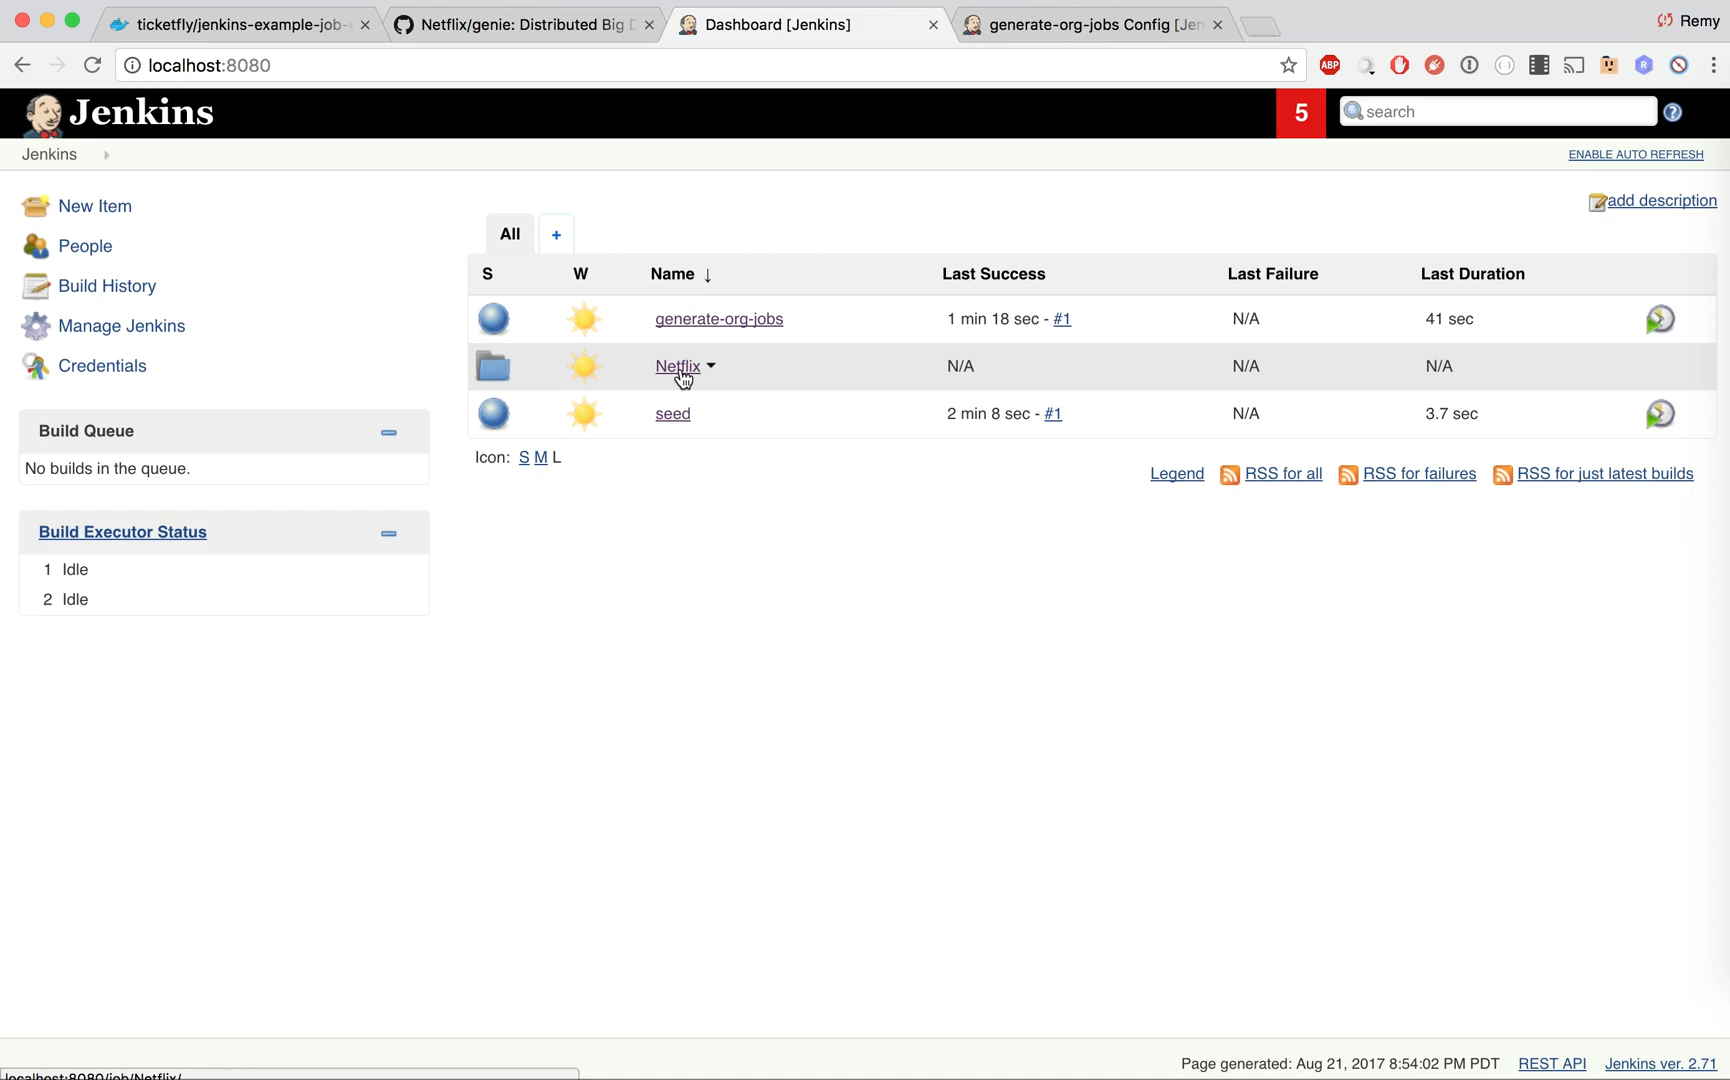 ticketfly/jenkins-example-job-
Netflix/genie: Distributed Big D
Dashboard [Jenkins]
generate-org-jobs Config [Jen
Remy
localhost:8080
ABP
R
Jenkins
5
search
Jenkins
ENABLE AUTO REFRESH
New Item
People
Build History
Manage Jenkins
Credentials
add description
All +
S W Name ↓ Last Success Last Failure Last Duration
generate-org-jobs 1 min 18 sec - #1 N/A 41 sec
Netflix N/A N/A N/A
seed 2 min 8 sec - #1 N/A 3.7 sec
Icon: S M L
Legend RSS for all RSS for failures RSS for just latest builds
Build Queue
No builds in the queue.
Build Executor Status
1 Idle
2 Idle
Page generated: Aug 21, 2017 8:54:02 PM PDT REST API Jenkins ver. 2.71
localhost:8080/job/Netflix/